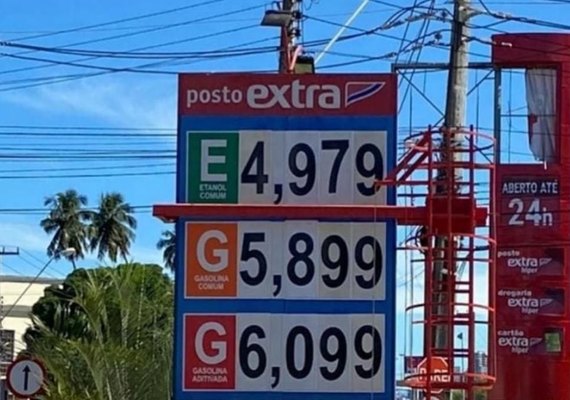 posto extra
E
ETANOL
COMUM
4,979
G
GASOLINA
COMUM
5,899
G
GASOLINA
ADITIVADA
6,099
ABERTO ATÉ
24h
posto
extra
hiper
drogaria
extra
hiper
cartão
extra
hiper
PARE